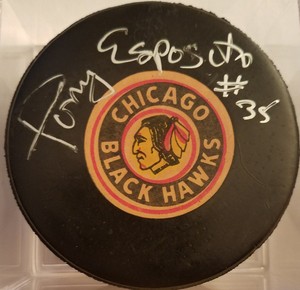 Tony Esposito
#35
CHICAGO
BLACK HAWKS